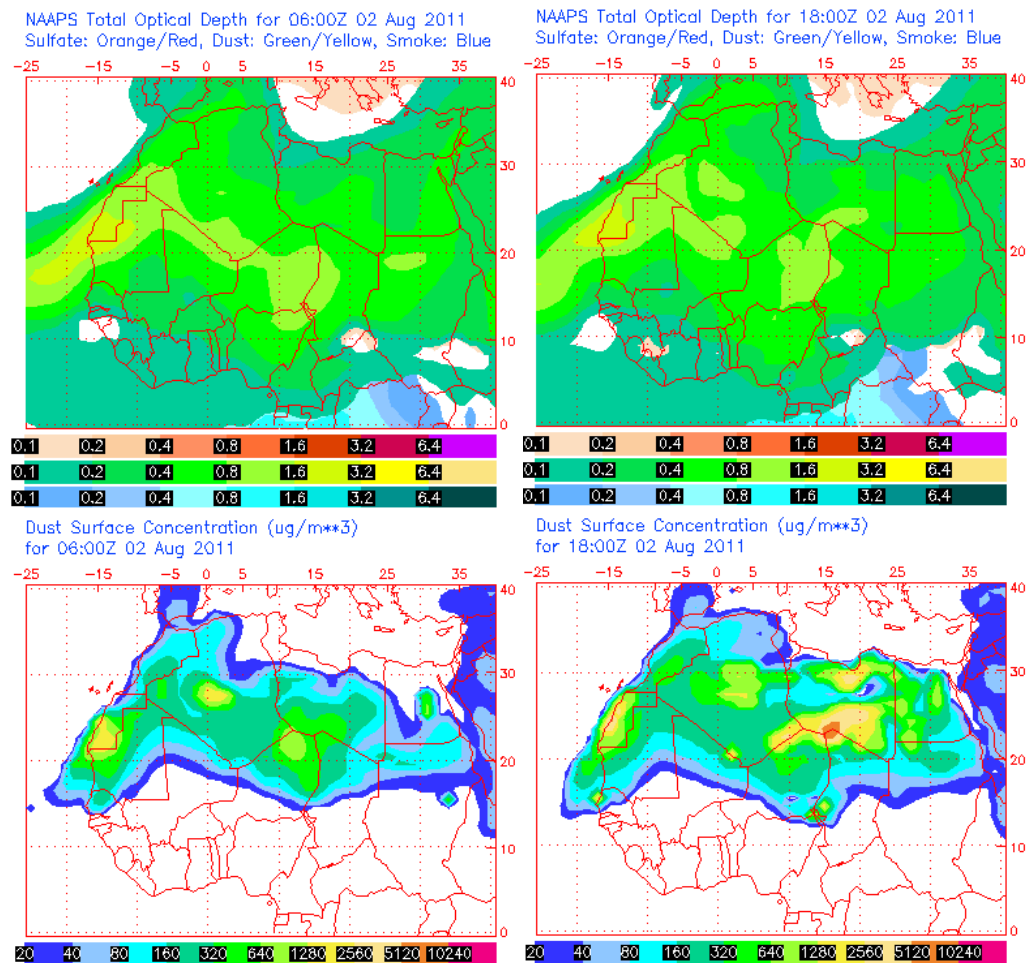 NAAPS Total Optical Depth for 06:00Z 02 Aug 2011
Sulfate: Orange/Red, Dust: Green/Yellow, Smoke: Blue
-25 -15 -5 0 5 15 25 35
40
30
20
10
0
0.1 0.2 0.4 0.8 1.6 3.2 6.4
0.1 0.2 0.4 0.8 1.6 3.2 6.4
0.1 0.2 0.4 0.8 1.6 3.2 6.4
NAAPS Total Optical Depth for 18:00Z 02 Aug 2011
Sulfate: Orange/Red, Dust: Green/Yellow, Smoke: Blue
-25 -15 -5 0 5 15 25 35
40
30
20
10
0
0.1 0.2 0.4 0.8 1.6 3.2 6.4
0.1 0.2 0.4 0.8 1.6 3.2 6.4
0.1 0.2 0.4 0.8 1.6 3.2 6.4
Dust Surface Concentration (ug/m**3)
for 06:00Z 02 Aug 2011
-25 -15 -5 0 5 15 25 35
40
30
20
10
0
20 40 80 160 320 640 1280 2560 5120 10240
Dust Surface Concentration (ug/m**3)
for 18:00Z 02 Aug 2011
-25 -15 -5 0 5 15 25 35
40
30
20
10
0
20 40 80 160 320 640 1280 2560 5120 10240